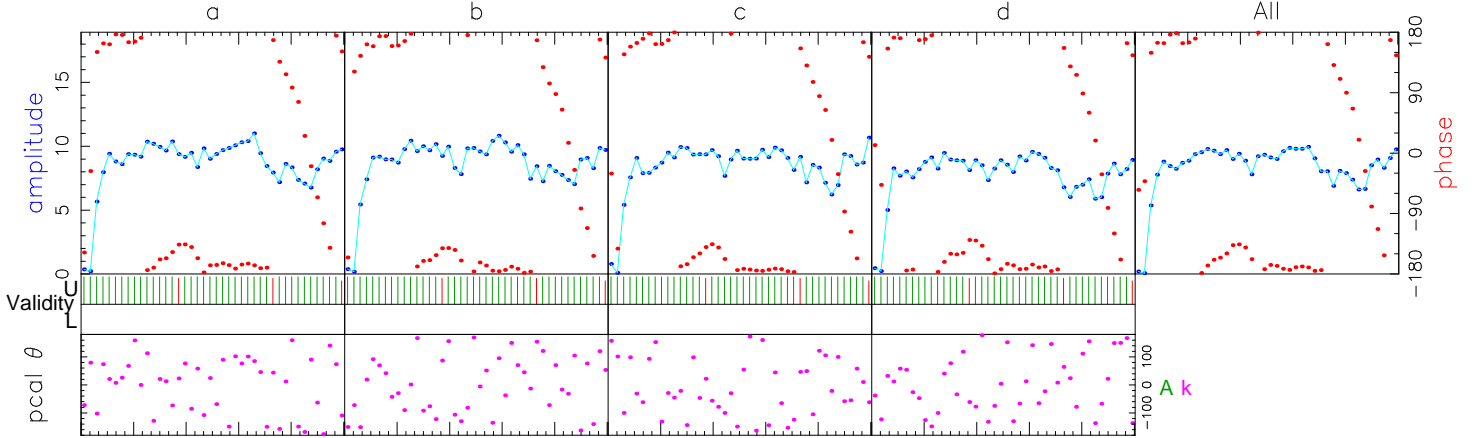 a b c d All
amplitude
0 5 10 15
180 90 0 -90 -180
phase
U
Validity
L
pcal θ
100 0 -100
A k